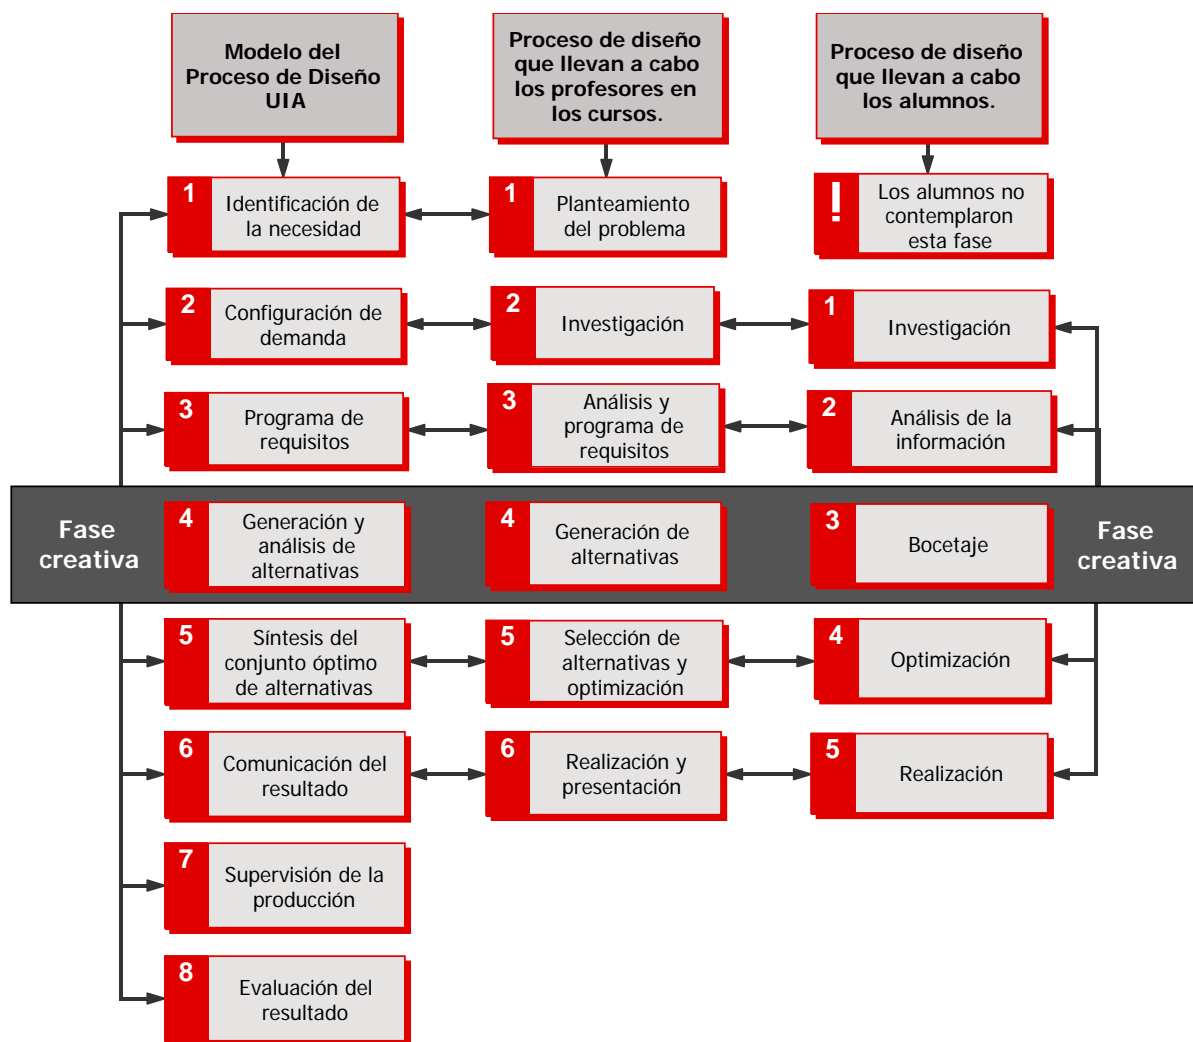 Modelo del
Proceso de Diseño
UIA
Proceso de diseño
que llevan a cabo
los profesores en
los cursos.
Proceso de diseño
que llevan a cabo
los alumnos.
1
Identificación de
la necesidad
1
Planteamiento
del problema
!
Los alumnos no
contemplaron
esta fase
2
Configuración de
demanda
2
Investigación
1
Investigación
3
Programa de
requisitos
3
Análisis y
programa de
requisitos
2
Análisis de la
información
Fase
creativa
4
Generación y
análisis de
alternativas
4
Generación de
alternativas
3
Bocetaje
Fase
creativa
5
Síntesis del
conjunto óptimo
de alternativas
5
Selección de
alternativas y
optimización
4
Optimización
6
Comunicación del
resultado
6
Realización y
presentación
5
Realización
7
Supervisión de la
producción
8
Evaluación del
resultado